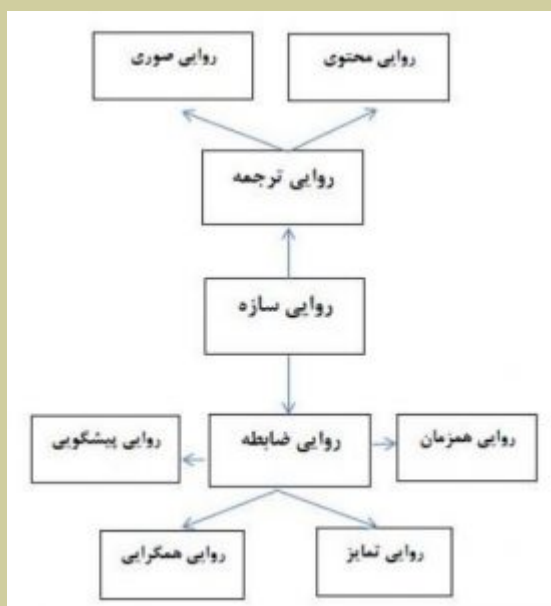 روایی محتوی
روایی صوری
روایی ترجمه
روایی سازه
روایی ضابطه
روایی همزمان
روایی پیشگویی
روایی تمایز
روایی همگرایی